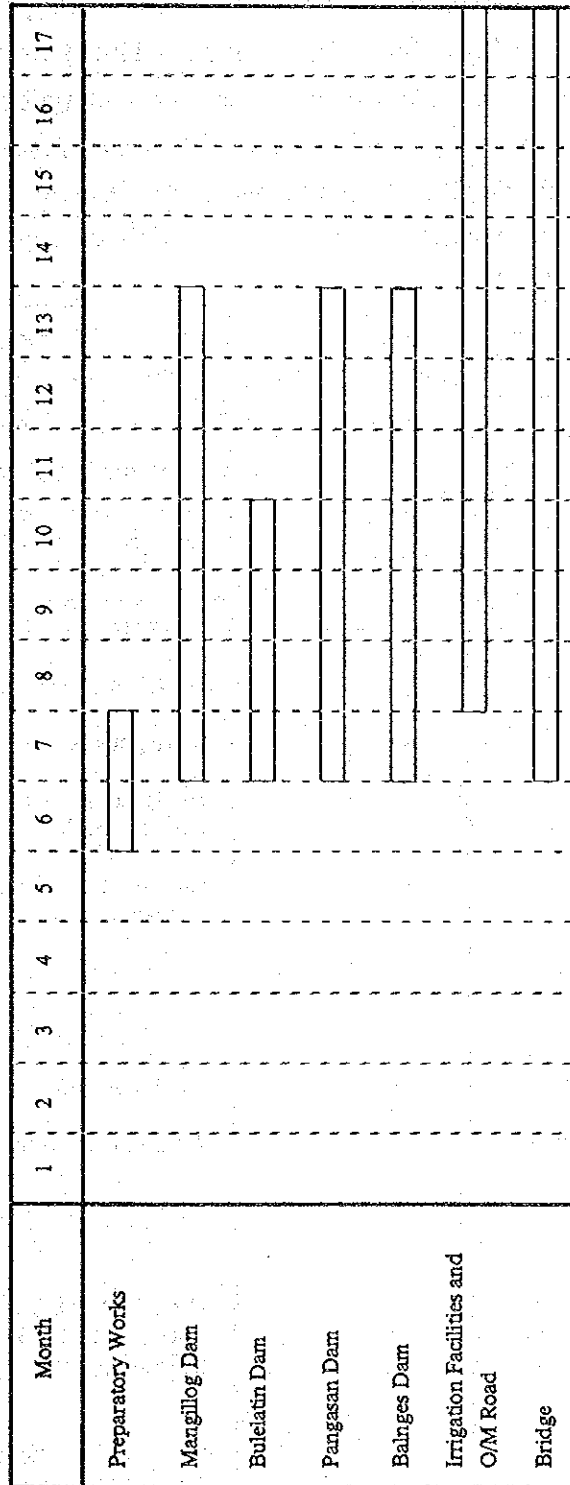 Month 1 2 3 4 5 6 7 8 9 10 11 12 13 14 15 16 17
Preparatory Works
Mangillog Dam
Bulelatin Dam
Pangasan Dam
Balnges Dam
Irrigation Facilities and
O/M Road
Bridge